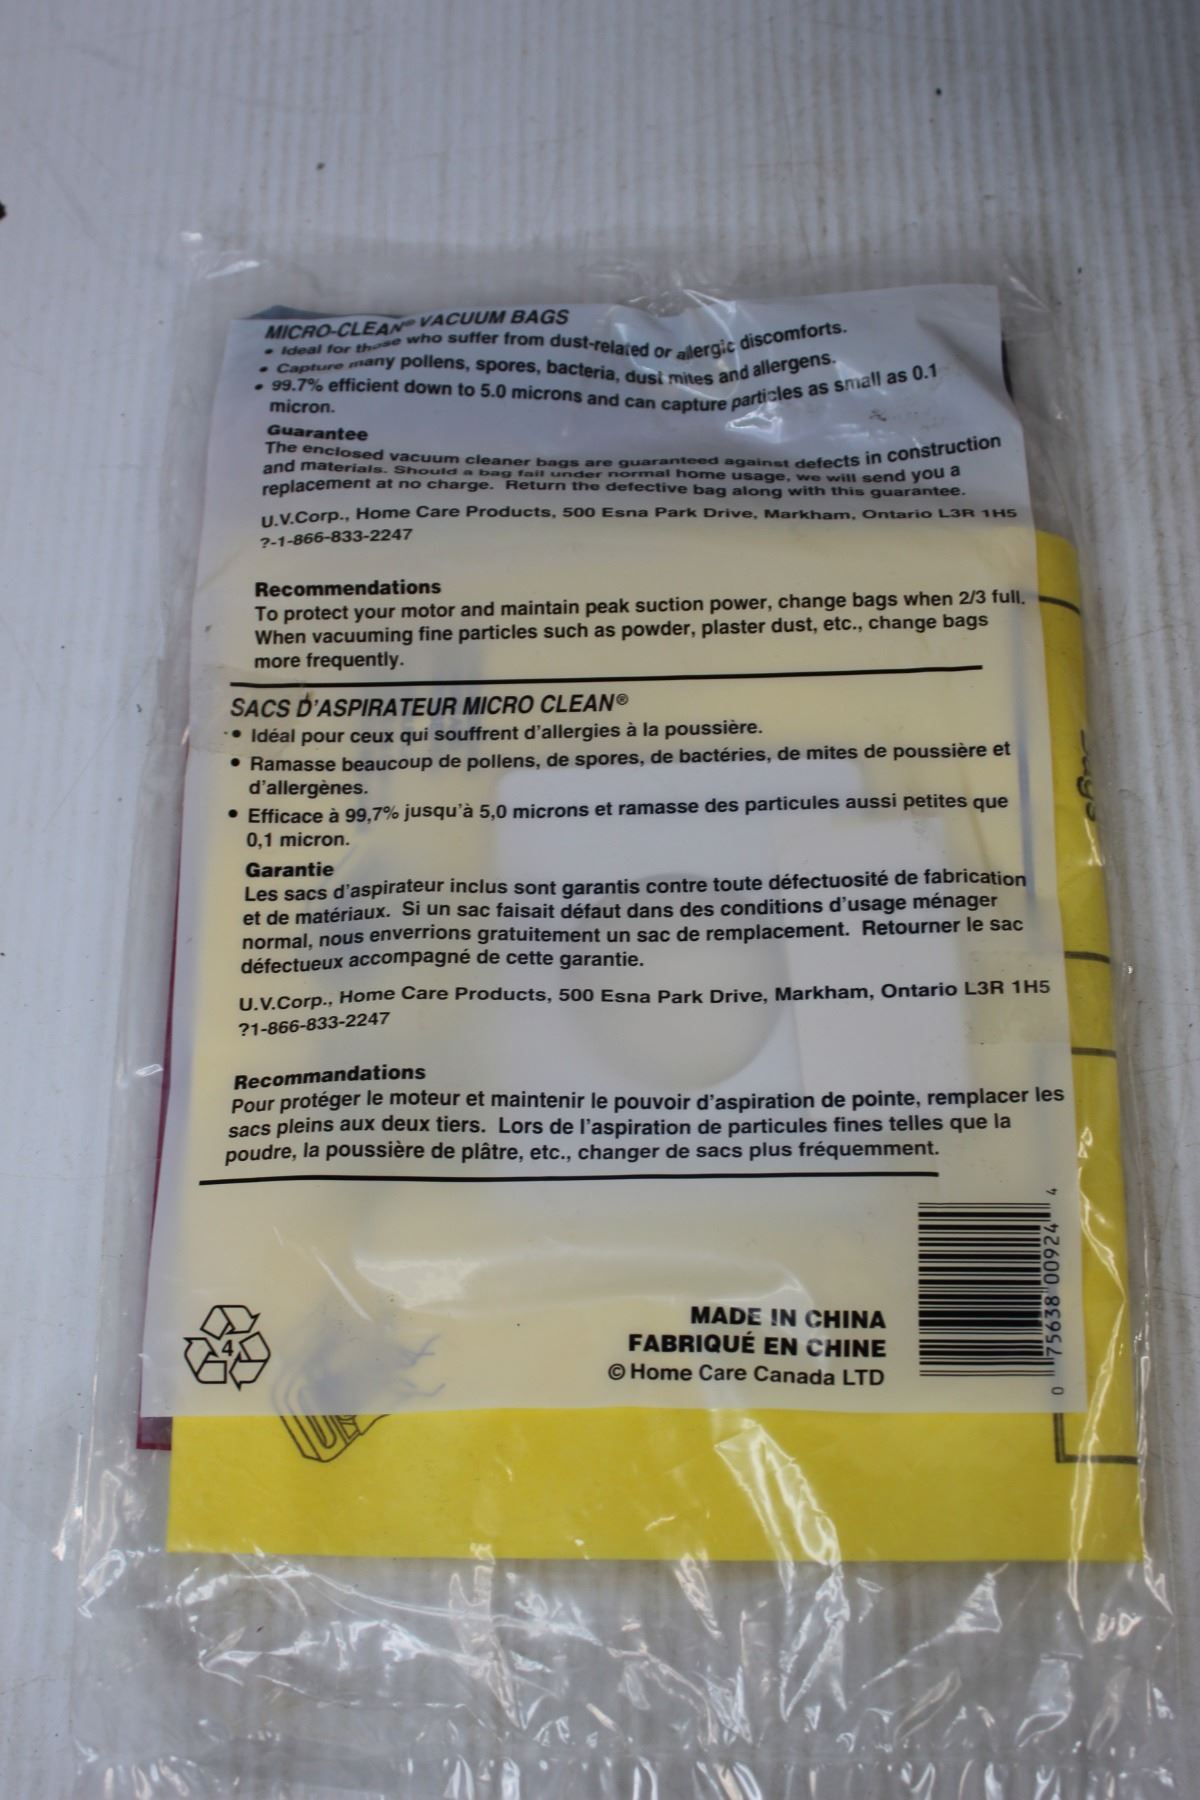 MICRO-CLEAN® VACUUM BAGS
• Ideal for those who suffer from dust-related or allergic discomforts.
• Capture many pollens, spores, bacteria, dust mites and allergens.
• 99.7% efficient down to 5.0 microns and can capture particles as small as 0.1
micron.
Guarantee
The enclosed vacuum cleaner bags are guaranteed against defects in construction
and materials. Should a bag fail under normal home usage, we will send you a
replacement at no charge. Return the defective bag along with this guarantee.
U.V.Corp., Home Care Products, 500 Esna Park Drive, Markham, Ontario L3R 1H5
?-1-866-833-2247
Recommendations
To protect your motor and maintain peak suction power, change bags when 2/3 full.
When vacuuming fine particles such as powder, plaster dust, etc., change bags
more frequently.
SACS D'ASPIRATEUR MICRO CLEAN®
• Idéal pour ceux qui souffrent d'allergies à la poussière.
• Ramasse beaucoup de pollens, de spores, de bactéries, de mites de poussière et
d'allergènes.
• Efficace à 99,7% jusqu'à 5,0 microns et ramasse des particules aussi petites que
0,1 micron.
Garantie
Les sacs d'aspirateur inclus sont garantis contre toute défectuosité de fabrication
et de matériaux. Si un sac faisait défaut dans des conditions d'usage ménager
normal, nous enverrions gratuitement un sac de remplacement. Retourner le sac
défectueux accompagné de cette garantie.
U.V.Corp., Home Care Products, 500 Esna Park Drive, Markham, Ontario L3R 1H5
?1-866-833-2247
Recommandations
Pour protéger le moteur et maintenir le pouvoir d'aspiration de pointe, remplacer les
sacs pleins aux deux tiers. Lors de l'aspiration de particules fines telles que la
poudre, la poussière de plâtre, etc., changer de sacs plus fréquemment.
4
MADE IN CHINA
FABRIQUÉ EN CHINE
© Home Care Canada LTD
0 75638 00924 4